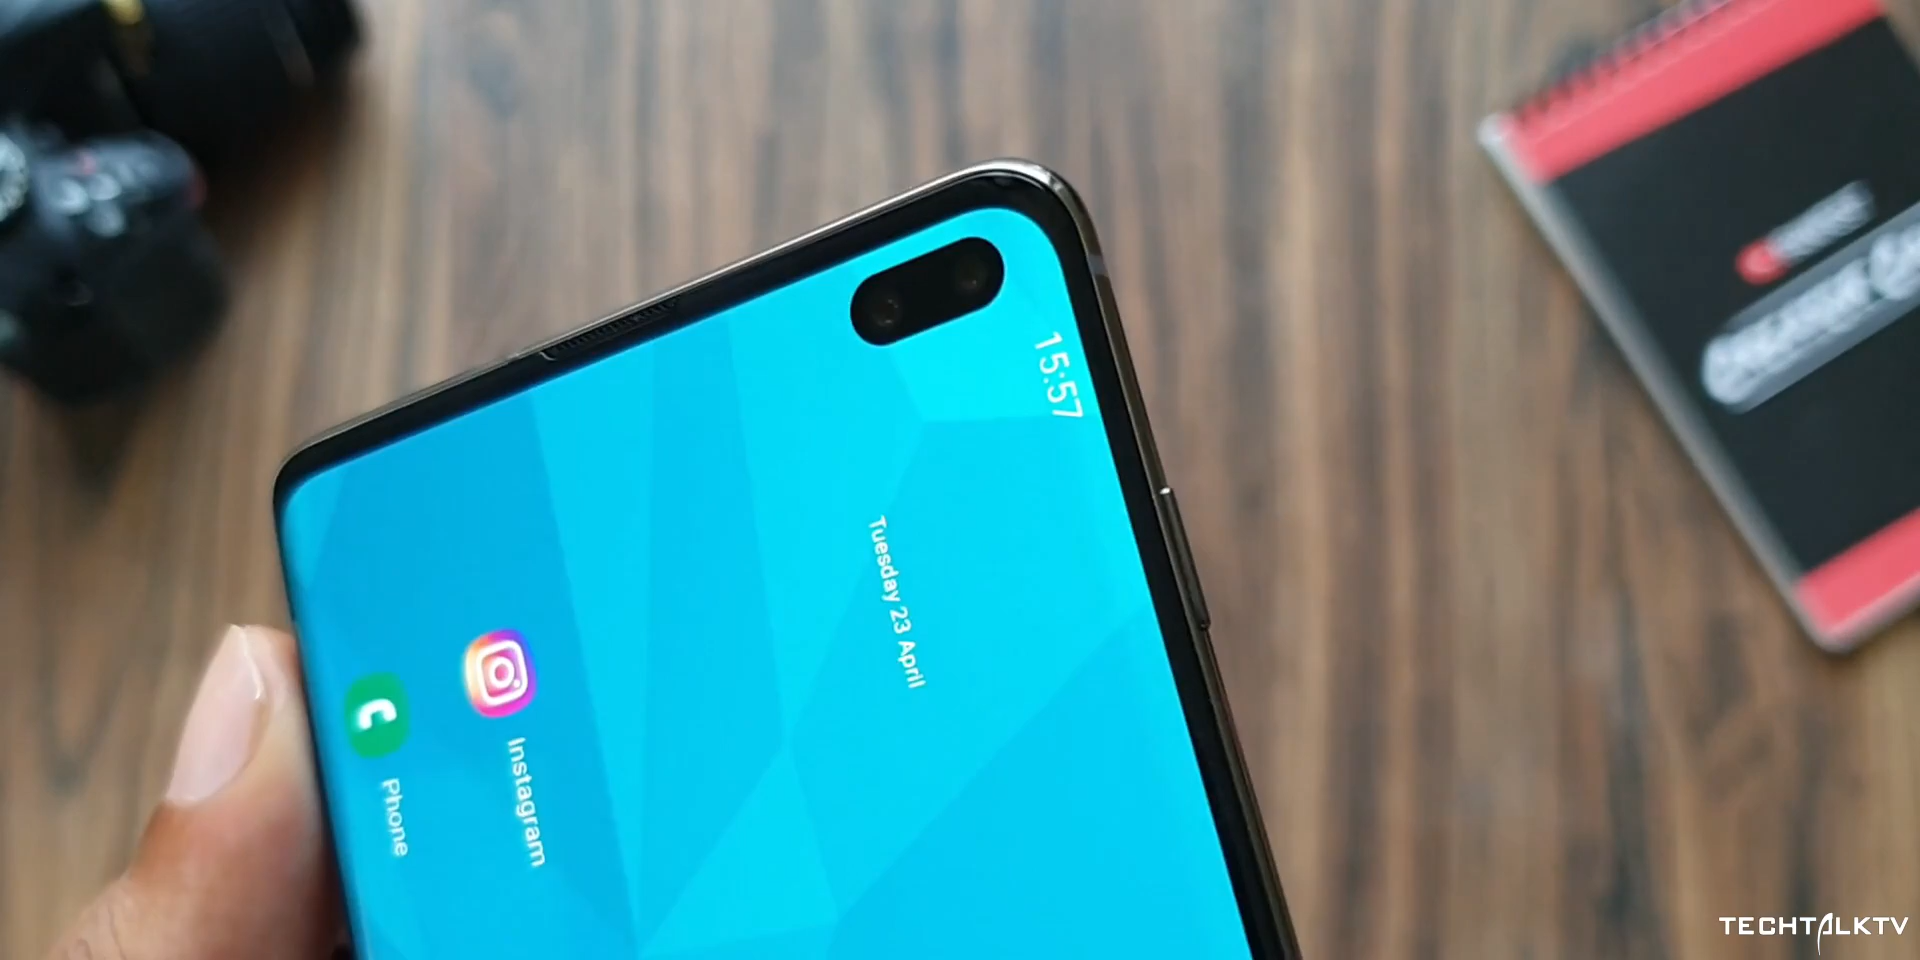 15:57
Tuesday 23 April
Instagram
Phone
TECHTALKTV